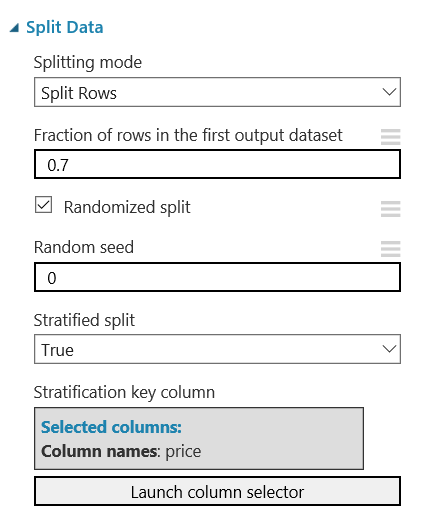 Split Data
Splitting mode
Split Rows
Fraction of rows in the first output dataset
0.7
Randomized split
Random seed
0
Stratified split
True
Stratification key column
Selected columns:
Column names: price
Launch column selector